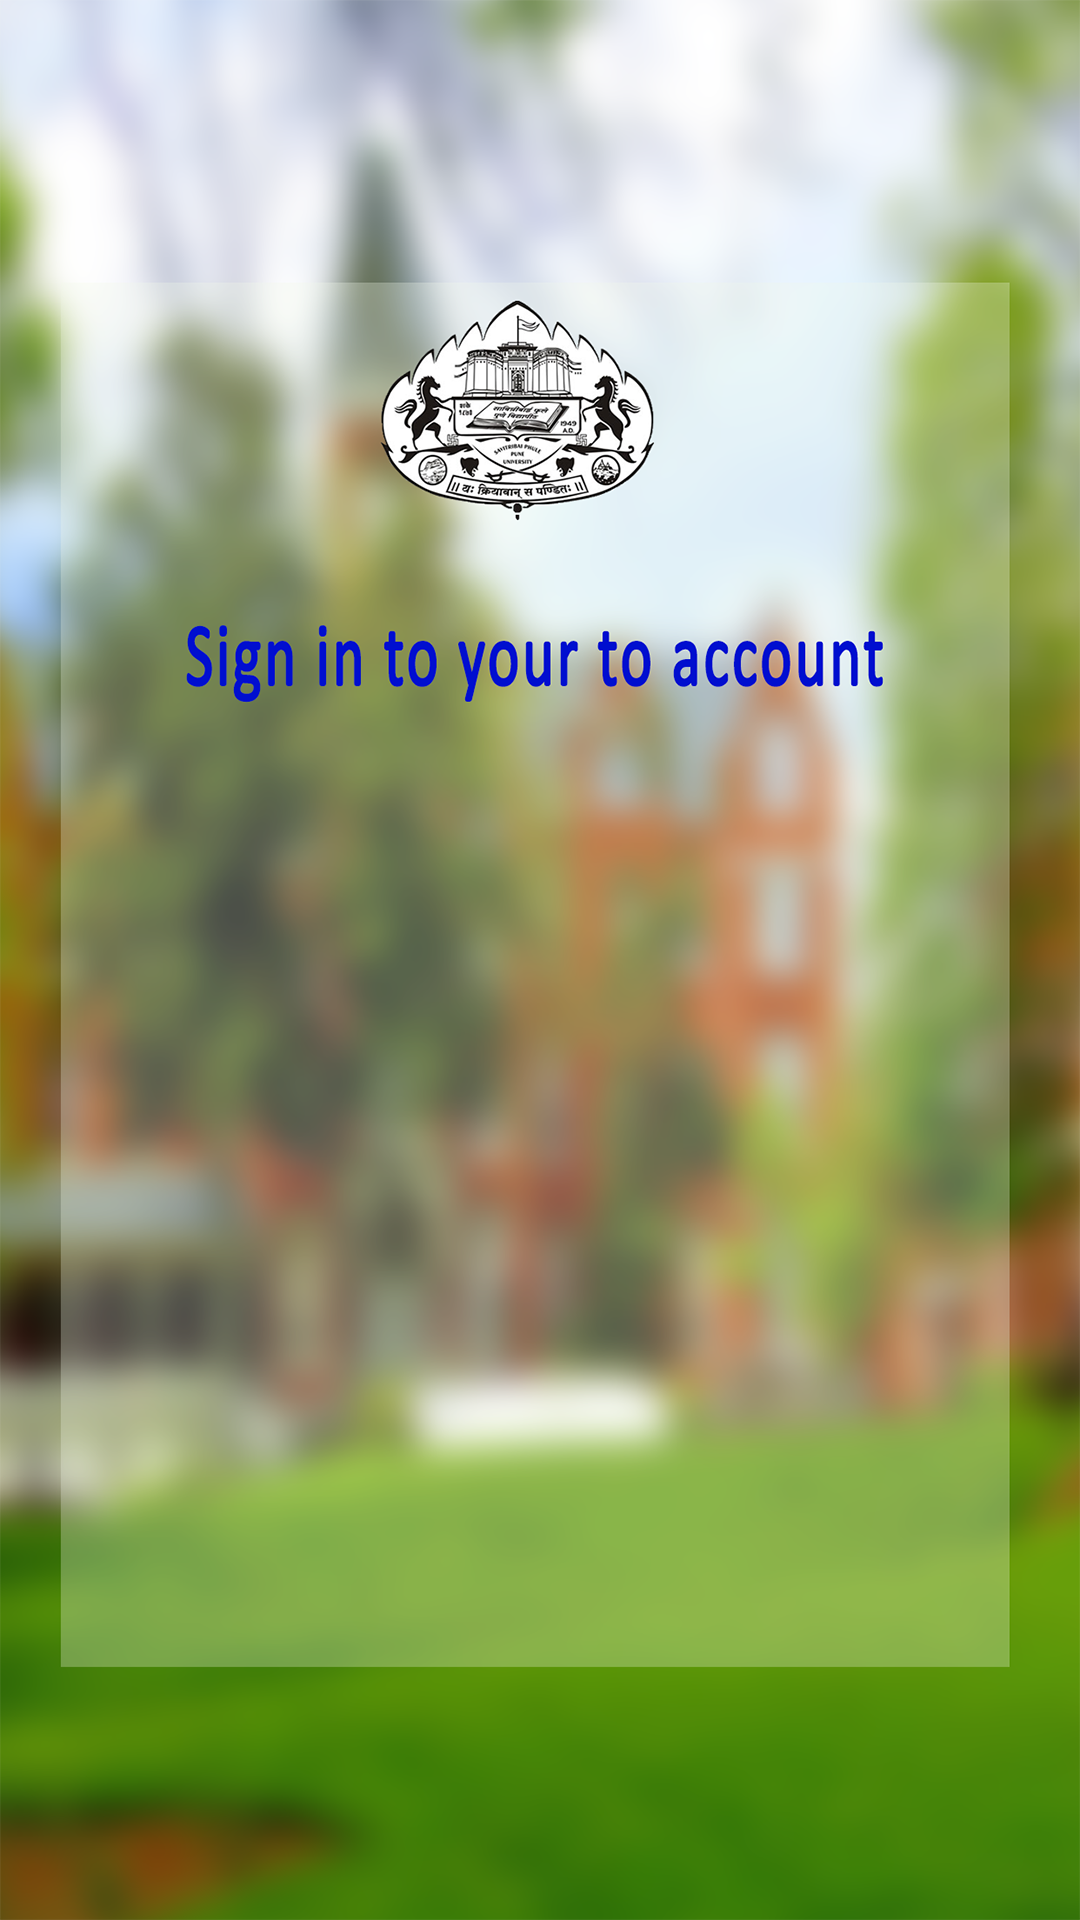 शके
१८७१
सावित्रीबाई फुले
पुणे विद्यापीठ
1949
A.D.
SAVITRIBAI PHULE
PUNE
UNIVERSITY
॥ यः क्रियावान् स पण्डितः ॥
Sign in to your to account